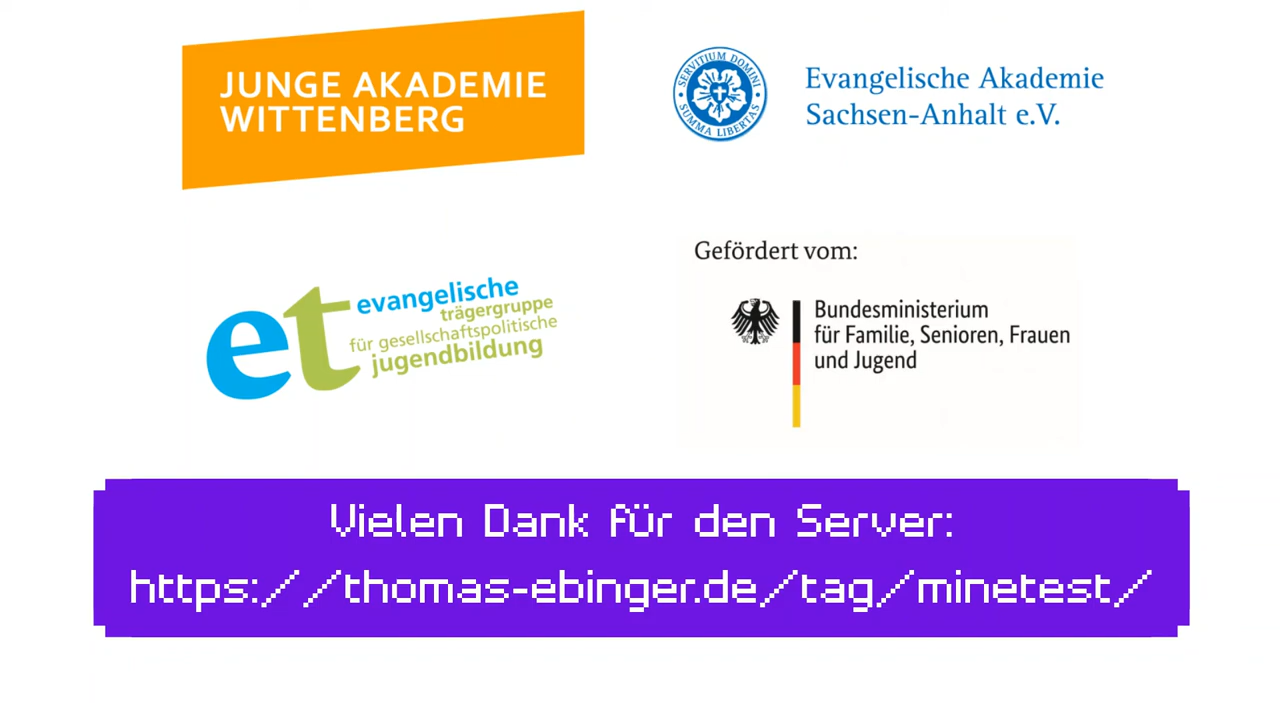 JUNGE AKADEMIE
WITTENBERG
SERVITIUM DOMINI
SUMMA LIBERTAS
Evangelische Akademie
Sachsen-Anhalt e.V.
et
evangelische
trägergruppe
für gesellschaftspolitische
jugendbildung
Gefördert vom:
Bundesministerium
für Familie, Senioren, Frauen
und Jugend
Vielen Dank für den Server:
https://thomas-ebinger.de/tag/minetest/